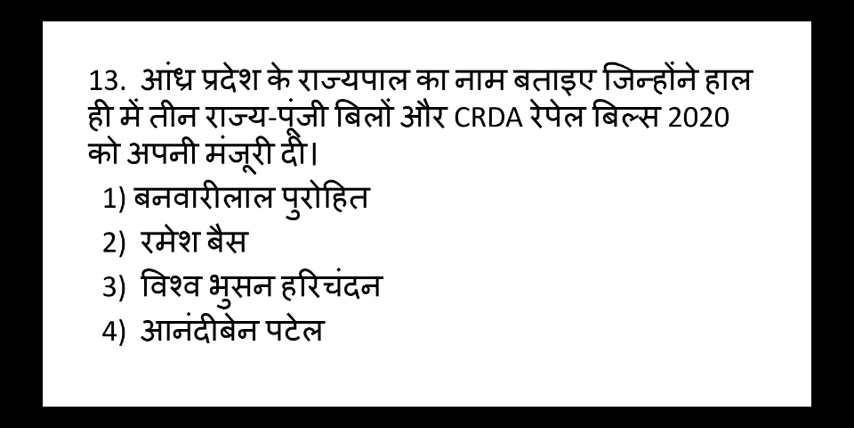 13. आंध्र प्रदेश के राज्यपाल का नाम बताइए जिन्होंने हाल
ही में तीन राज्य-पूंजी बिलों और CRDA रेपेल बिल्स 2020
को अपनी मंजूरी दी।
1) बनवारीलाल पुरोहित
2) रमेश बैस
3) विश्व भुसन हरिचंदन
4) आनंदीबेन पटेल